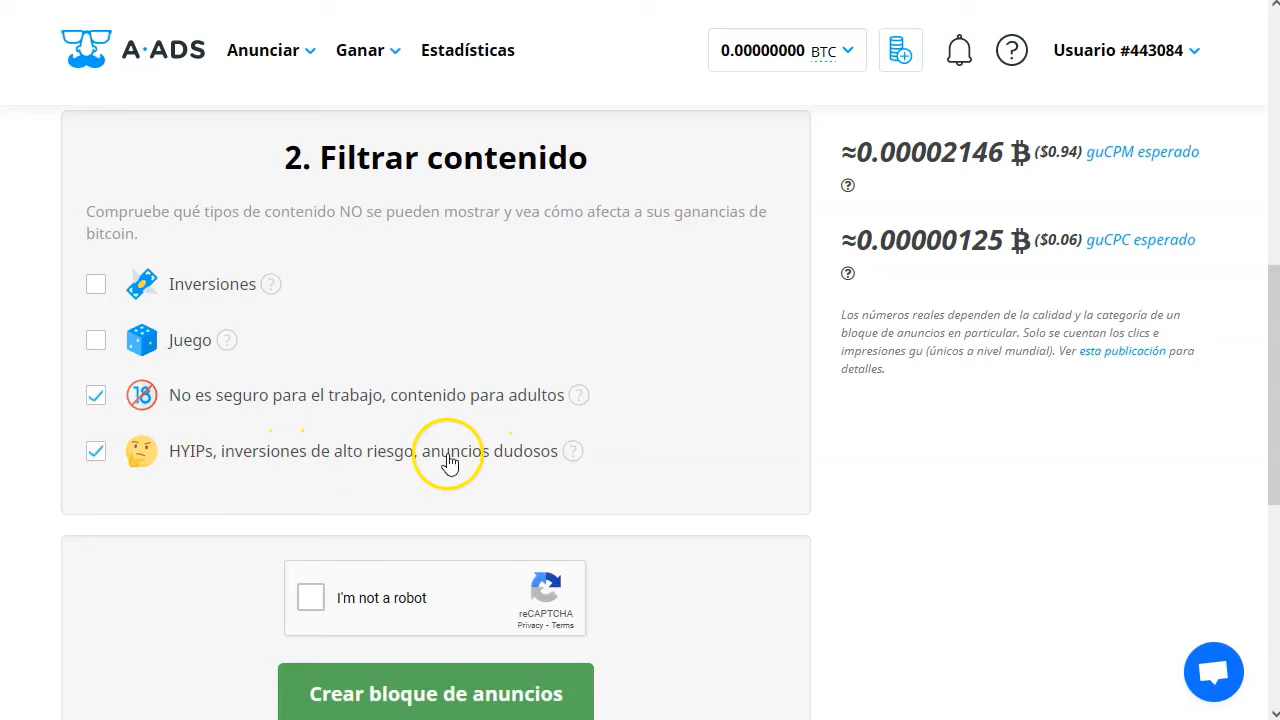 A-ADS Anunciar Ganar Estadísticas 0.00000000 BTC Usuario #443084
2. Filtrar contenido
Compruebe qué tipos de contenido NO se pueden mostrar y vea cómo afecta a sus ganancias de
bitcoin.
Inversiones ?
Juego ?
18 No es seguro para el trabajo, contenido para adultos ?
HYIPs, inversiones de alto riesgo, anuncios dudosos ?
I'm not a robot
reCAPTCHA
Privacy - Terms
Crear bloque de anuncios
≈0.00002146 ₿ ($0.94) guCPM esperado
?
≈0.00000125 ₿ ($0.06) guCPC esperado
?
Los números reales dependen de la calidad y la categoría de un
bloque de anuncios en particular. Solo se cuentan los clics e
impresiones gu (únicos a nivel mundial). Ver esta publicación para
detalles.